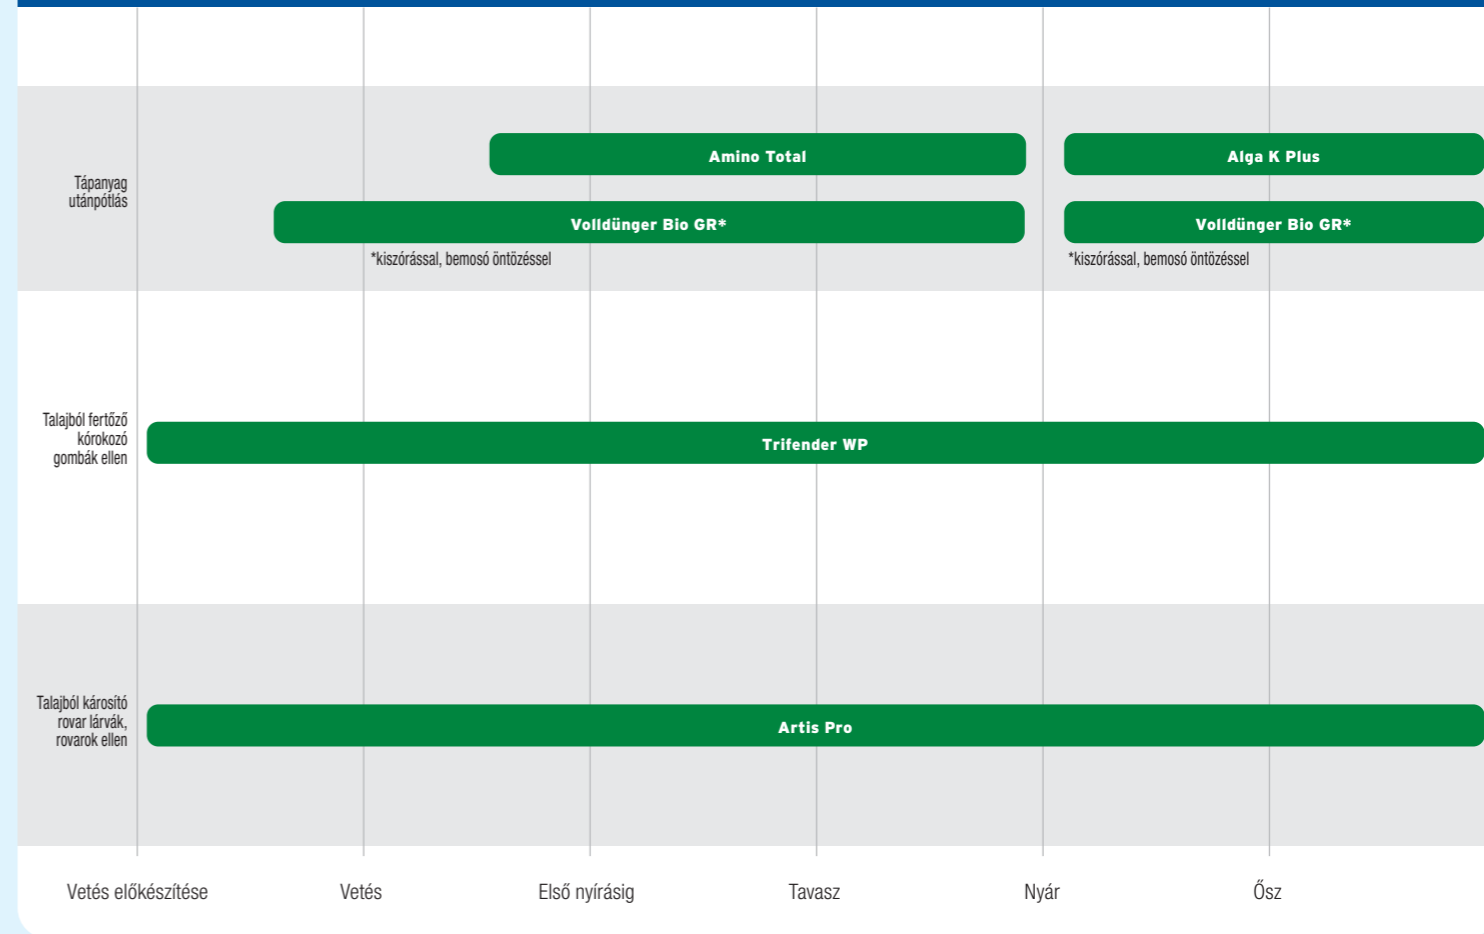 Tápanyag
utánpótlás
Amino Total
Alga K Plus
Volldünger Bio GR*
Volldünger Bio GR*
*kiszórással, bemosó öntözéssel
*kiszórással, bemosó öntözéssel
Talajból fertőző
kórokozó
gombák ellen
Trifender WP
Talajból károsító
rovar lárvák,
rovarok ellen
Artis Pro
Vetés előkészítése
Vetés
Első nyírásig
Tavasz
Nyár
Ősz